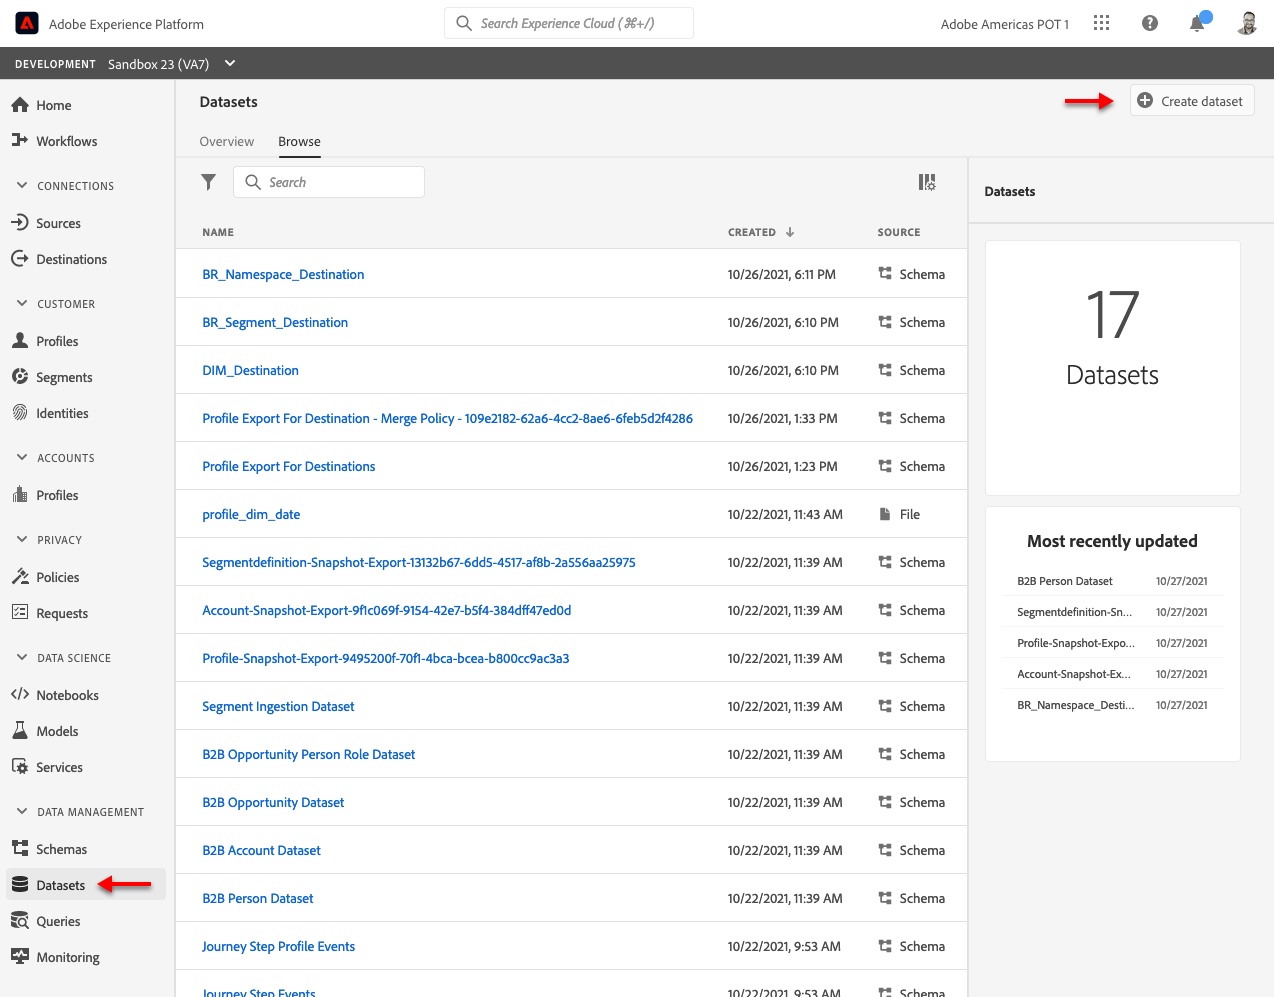 Adobe Experience Platform
Search Experience Cloud (⌘+/)
Adobe Americas POT 1
DEVELOPMENT Sandbox 23 (VA7)
Home
Workflows
CONNECTIONS
Sources
Destinations
CUSTOMER
Profiles
Segments
Identities
ACCOUNTS
Profiles
PRIVACY
Policies
Requests
DATA SCIENCE
Notebooks
Models
Services
DATA MANAGEMENT
Schemas
Datasets
Queries
Monitoring
Datasets
Create dataset
Overview Browse
Search
NAME CREATED SOURCE
BR_Namespace_Destination 10/26/2021, 6:11 PM Schema
BR_Segment_Destination 10/26/2021, 6:10 PM Schema
DIM_Destination 10/26/2021, 6:10 PM Schema
Profile Export For Destination - Merge Policy - 109e2182-62a6-4cc2-8ae6-6feb5d2f4286 10/26/2021, 1:33 PM Schema
Profile Export For Destinations 10/26/2021, 1:23 PM Schema
profile_dim_date 10/22/2021, 11:43 AM File
Segmentdefinition-Snapshot-Export-13132b67-6dd5-4517-af8b-2a556aa25975 10/22/2021, 11:39 AM Schema
Account-Snapshot-Export-9f1c069f-9154-42e7-b5f4-384dff47ed0d 10/22/2021, 11:39 AM Schema
Profile-Snapshot-Export-9495200f-70f1-4bca-bcea-b800cc9ac3a3 10/22/2021, 11:39 AM Schema
Segment Ingestion Dataset 10/22/2021, 11:39 AM Schema
B2B Opportunity Person Role Dataset 10/22/2021, 11:39 AM Schema
B2B Opportunity Dataset 10/22/2021, 11:39 AM Schema
B2B Account Dataset 10/22/2021, 11:39 AM Schema
B2B Person Dataset 10/22/2021, 11:39 AM Schema
Journey Step Profile Events 10/22/2021, 9:53 AM Schema
Journey Step Events 10/22/2021, 9:53 AM Schema
Datasets
17
Datasets
Most recently updated
B2B Person Dataset 10/27/2021
Segmentdefinition-Sn... 10/27/2021
Profile-Snapshot-Expo... 10/27/2021
Account-Snapshot-Ex... 10/27/2021
BR_Namespace_Desti... 10/27/2021